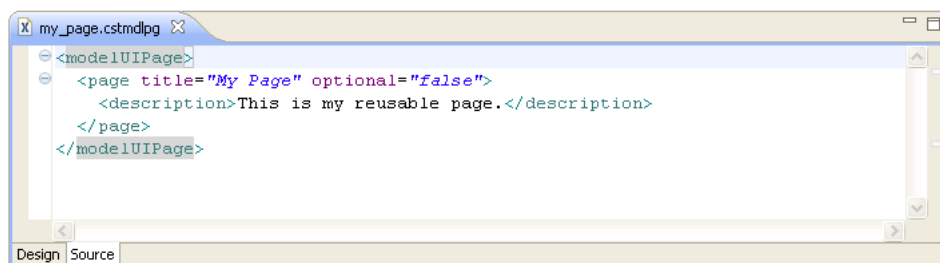 my_page.cstmdlpg
<modelUIPage>
<page title="My Page" optional="false">
<description>This is my reusable page.</description>
</page>
</modelUIPage>
Design Source